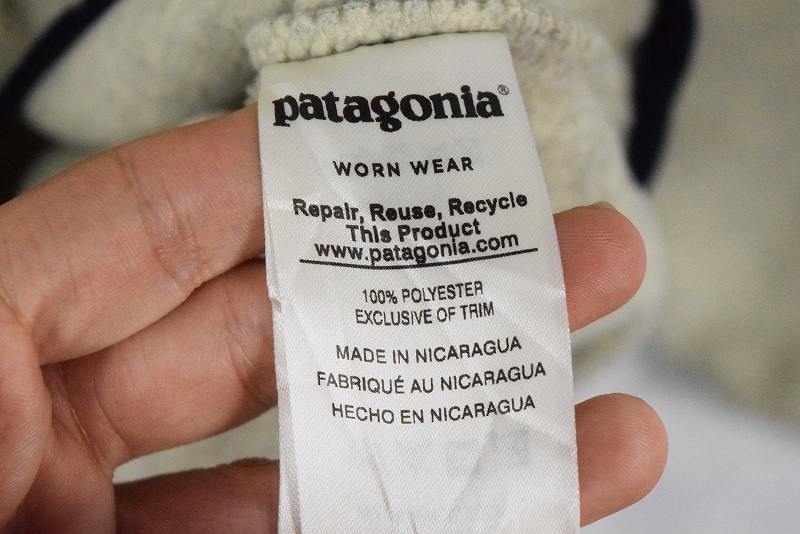 patagonia®
WORN WEAR
Repair, Reuse, Recycle
This Product
www.patagonia.com
100% POLYESTER
EXCLUSIVE OF TRIM
MADE IN NICARAGUA
FABRIQUÉ AU NICARAGUA
HECHO EN NICARAGUA